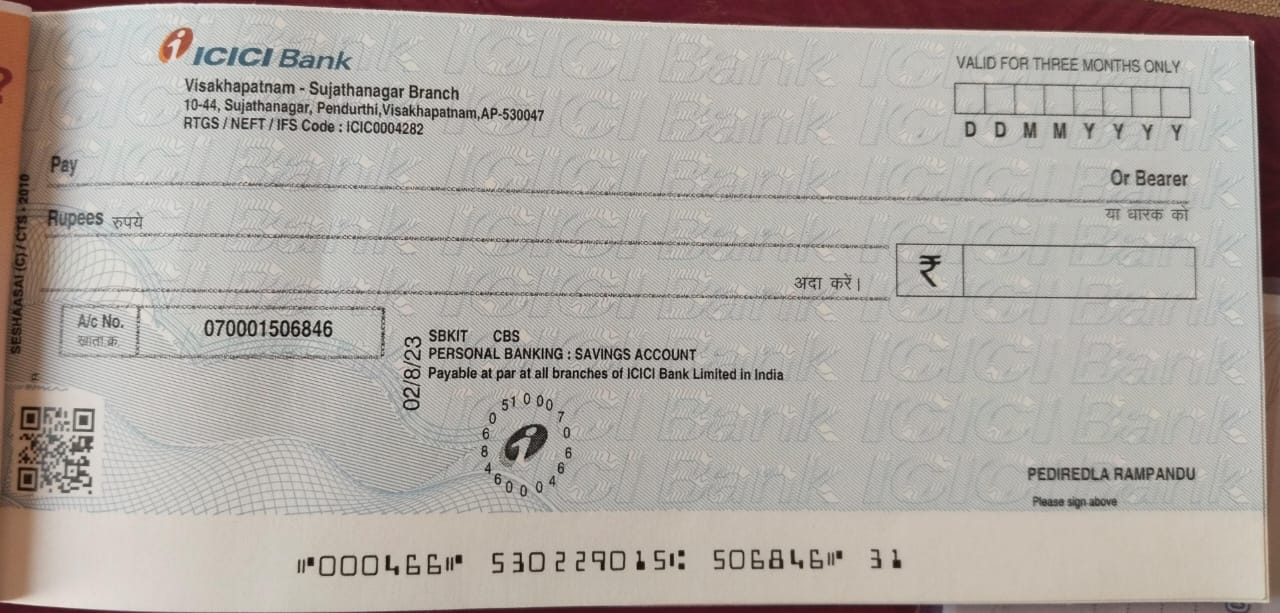 ICICI Bank
Visakhapatnam - Sujathanagar Branch
10-44, Sujathanagar, Pendurthi,Visakhapatnam,AP-530047
RTGS / NEFT / IFS Code : ICIC0004282
VALID FOR THREE MONTHS ONLY
D D M M Y Y Y Y
Pay
Or Bearer
या धारक को
Rupees रुपये
अदा करें।
₹
A/c No.
खाता क्र.
070001506846
SBKIT CBS
PERSONAL BANKING : SAVINGS ACCOUNT
Payable at par at all branches of ICICI Bank Limited in India
02/8/23
SESHAASAI (C) / CTS - 2010
PEDIREDLA RAMPANDU
Please sign above
⑈000466⑈ 530229015⑆ 506846⑈ 31